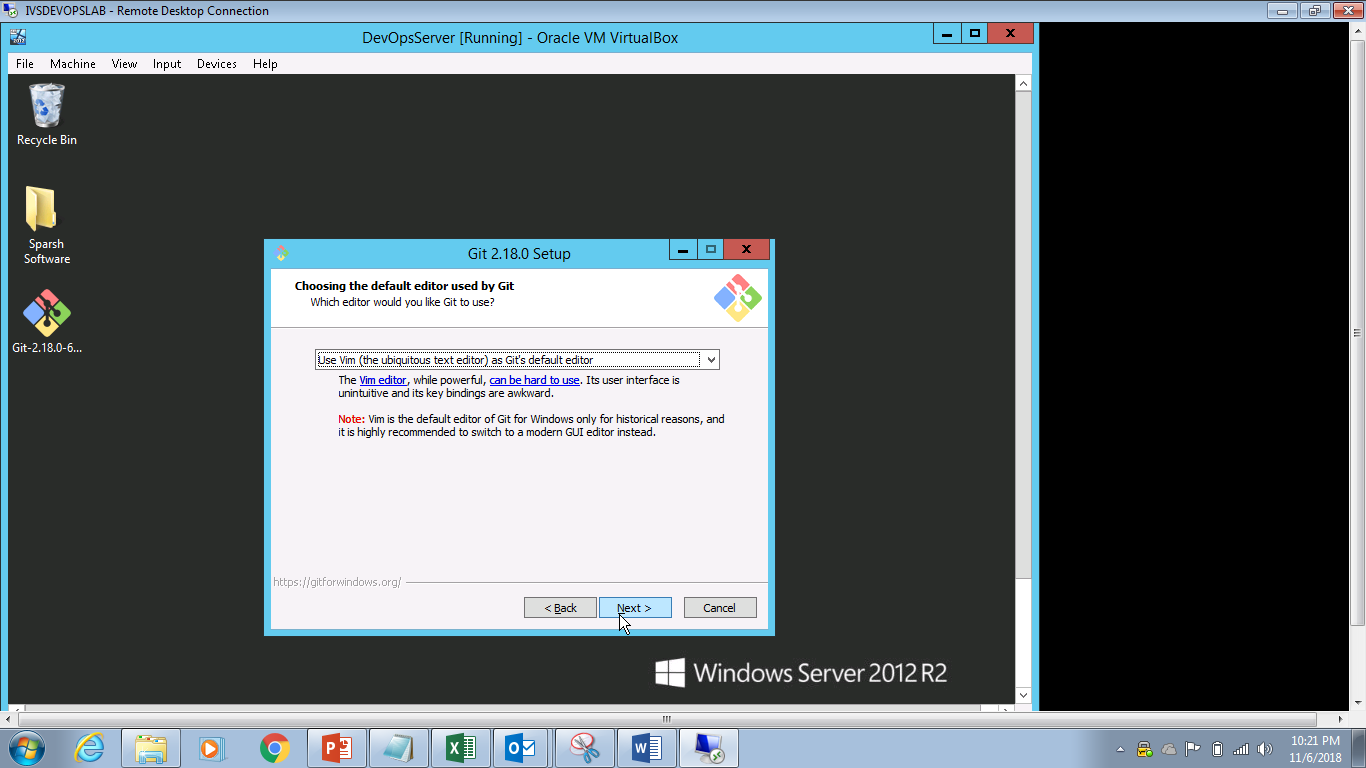 IVSDEVOPSLAB - Remote Desktop Connection
DevOpsServer [Running] - Oracle VM VirtualBox
File Machine View Input Devices Help
Recycle Bin
Sparsh
Software
Git-2.18.0-6...
Git 2.18.0 Setup
Choosing the default editor used by Git
Which editor would you like Git to use?
Use Vim (the ubiquitous text editor) as Git's default editor
The Vim editor, while powerful, can be hard to use. Its user interface is
unintuitive and its key bindings are awkward.
Note: Vim is the default editor of Git for Windows only for historical reasons, and
it is highly recommended to switch to a modern GUI editor instead.
https://gitforwindows.org/
< Back Next > Cancel
Windows Server 2012 R2
10:21 PM
11/6/2018